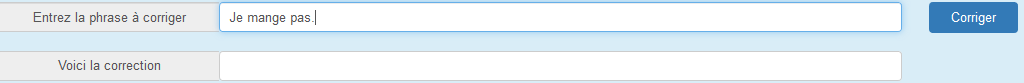 Entrez la phrase à corriger Je mange pas. Corriger
Voici la correction